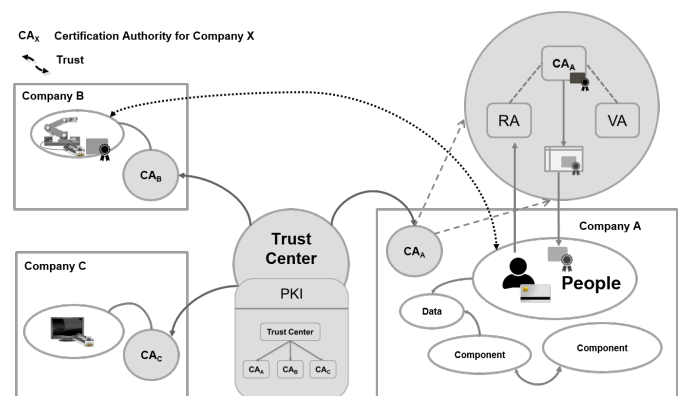 CAX Certification Authority for Company X
Trust
Company B
CAB
Company C
CAC
Trust
Center
PKI
Trust Center
CAA
CAB
CAC
CAA
RA
VA
Company A
CAA
People
Data
Component
Component